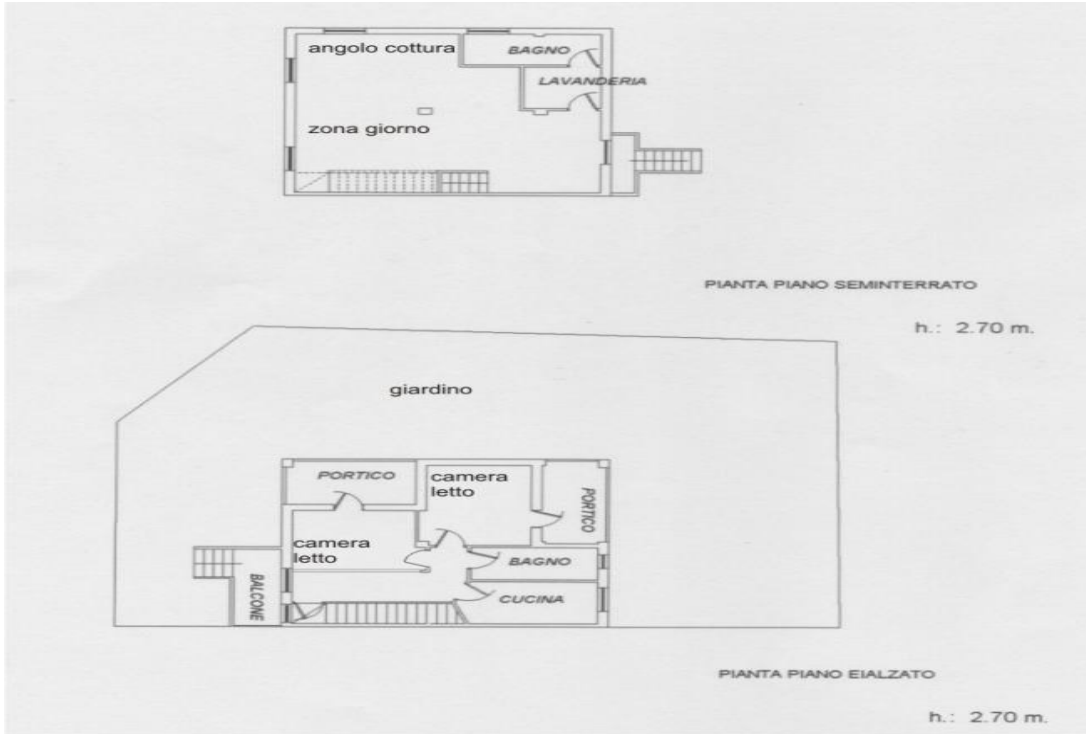 angolo cottura
BAGNO
LAVANDERIA
zona giorno
PIANTA PIANO SEMINTERRATO
h.: 2.70 m.
giardino
PORTICO
camera
letto
PORTICO
camera
letto
BAGNO
BALCONE
CUCINA
PIANTA PIANO EIALZATO
h.: 2.70 m.